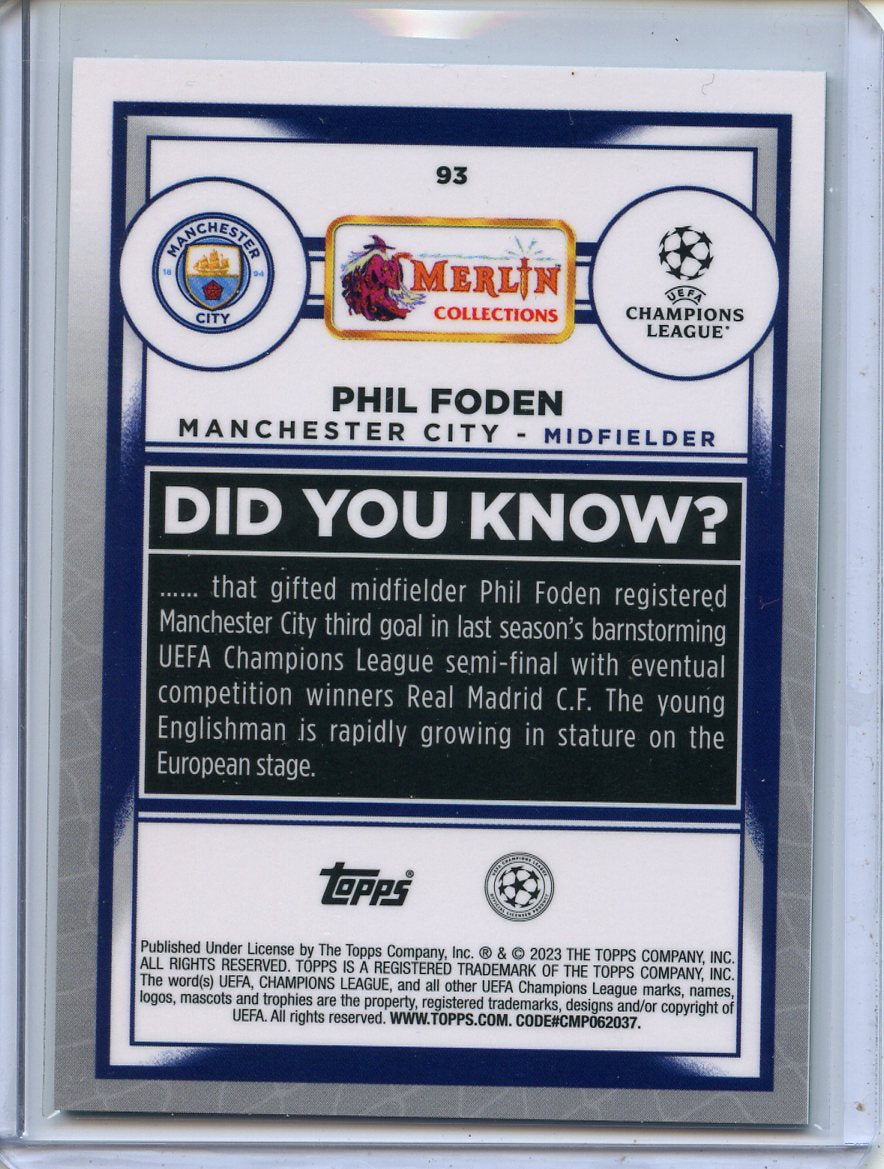 93
MANCHESTER
18 94
CITY
MERLIN
COLLECTIONS
UEFA
CHAMPIONS
LEAGUE®
PHIL FODEN
MANCHESTER CITY - MIDFIELDER
DID YOU KNOW?
...... that gifted midfielder Phil Foden registered
Manchester City third goal in last season's barnstorming
UEFA Champions League semi-final with eventual
competition winners Real Madrid C.F. The young
Englishman is rapidly growing in stature on the
European stage.
topps®
UEFA CHAMPIONS LEAGUE
OFFICIAL LICENSED PRODUCT
Published Under License by The Topps Company, Inc. ® & © 2023 THE TOPPS COMPANY, INC.
ALL RIGHTS RESERVED. TOPPS IS A REGISTERED TRADEMARK OF THE TOPPS COMPANY, INC.
The word(s) UEFA, CHAMPIONS LEAGUE, and all other UEFA Champions League marks, names,
logos, mascots and trophies are the property, registered trademarks, designs and/or copyright of
UEFA. All rights reserved. WWW.TOPPS.COM. CODE#CMP062037.